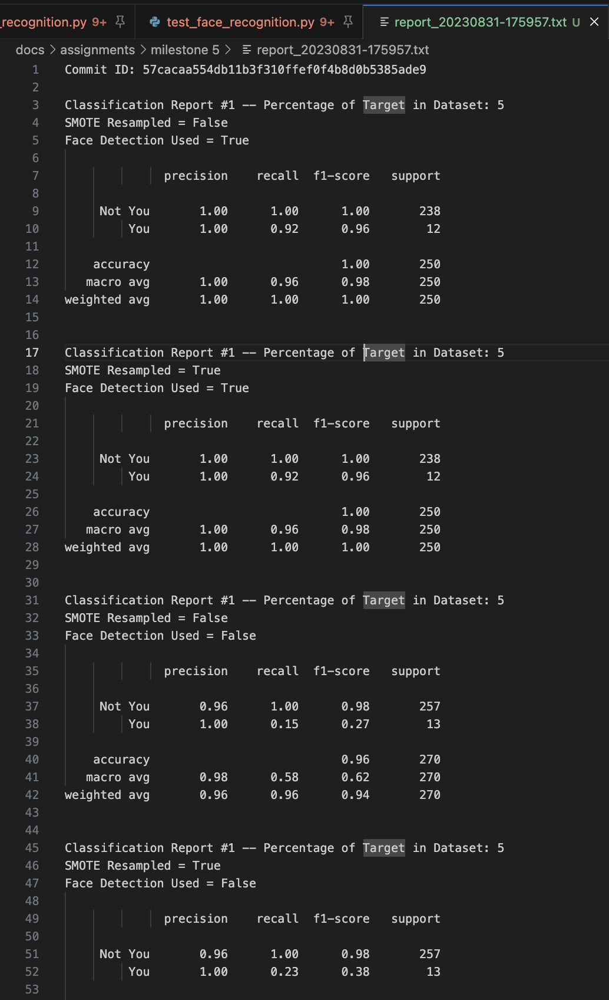 _recognition.py 9+ test_face_recognition.py 9+ report_20230831-175957.txt U
docs > assignments > milestone 5 > report_20230831-175957.txt
1 Commit ID: 57cacaa554db11b3f310ffef0f4b8d0b5385ade9
2
3 Classification Report #1 -- Percentage of Target in Dataset: 5
4 SMOTE Resampled = False
5 Face Detection Used = True
6
7 precision recall f1-score support
8
9 Not You 1.00 1.00 1.00 238
10 You 1.00 0.92 0.96 12
11
12 accuracy 1.00 250
13 macro avg 1.00 0.96 0.98 250
14 weighted avg 1.00 1.00 1.00 250
15
16
17 Classification Report #1 -- Percentage of Target in Dataset: 5
18 SMOTE Resampled = True
19 Face Detection Used = True
20
21 precision recall f1-score support
22
23 Not You 1.00 1.00 1.00 238
24 You 1.00 0.92 0.96 12
25
26 accuracy 1.00 250
27 macro avg 1.00 0.96 0.98 250
28 weighted avg 1.00 1.00 1.00 250
29
30
31 Classification Report #1 -- Percentage of Target in Dataset: 5
32 SMOTE Resampled = False
33 Face Detection Used = False
34
35 precision recall f1-score support
36
37 Not You 0.96 1.00 0.98 257
38 You 1.00 0.15 0.27 13
39
40 accuracy 0.96 270
41 macro avg 0.98 0.58 0.62 270
42 weighted avg 0.96 0.96 0.94 270
43
44
45 Classification Report #1 -- Percentage of Target in Dataset: 5
46 SMOTE Resampled = True
47 Face Detection Used = False
48
49 precision recall f1-score support
50
51 Not You 0.96 1.00 0.98 257
52 You 1.00 0.23 0.38 13
53